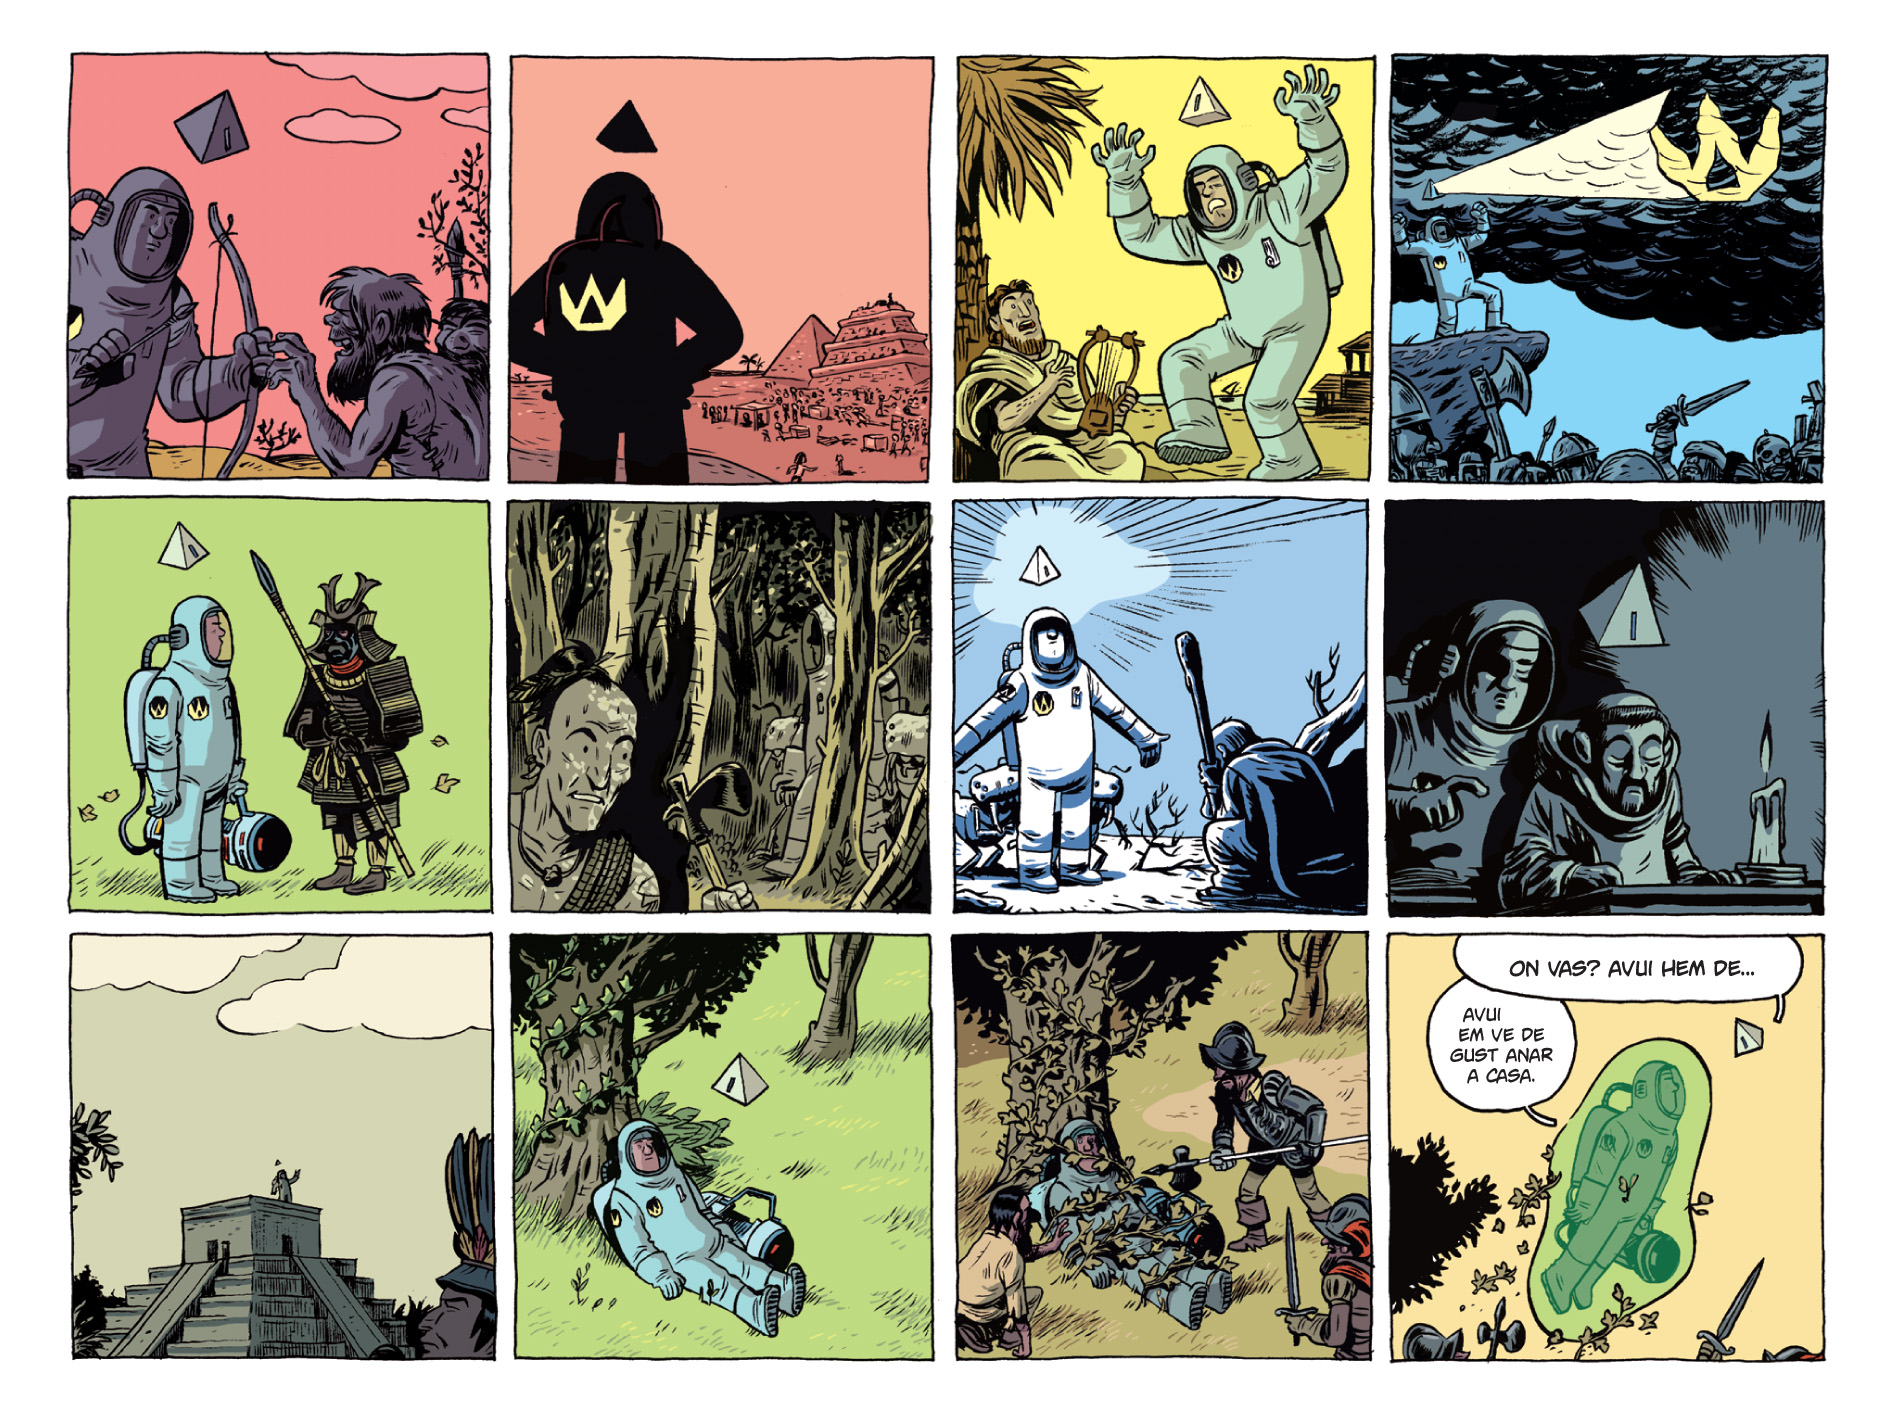 ON VAS? AVUI HEM DE...
AVUI
EM VE DE
GUST ANAR
A CASA.